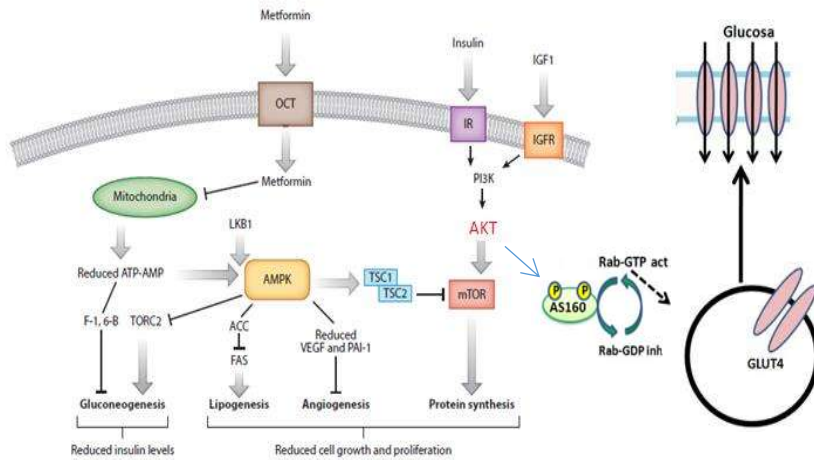 Metformin
Insulin
IGF1
Glucosa
OCT
IR
IGFR
Metformin
PI3K
Mitochondria
LKB1
AKT
Reduced ATP-AMP
AMPK
TSC1
TSC2
mTOR
Rab-GTP act
P
P
AS160
Rab-GDP inh
GLUT4
F-1, 6-B
TORC2
ACC
FAS
Reduced
VEGF and PAI-1
Gluconeogenesis
Lipogenesis
Angiogenesis
Protein synthesis
Reduced insulin levels
Reduced cell growth and proliferation